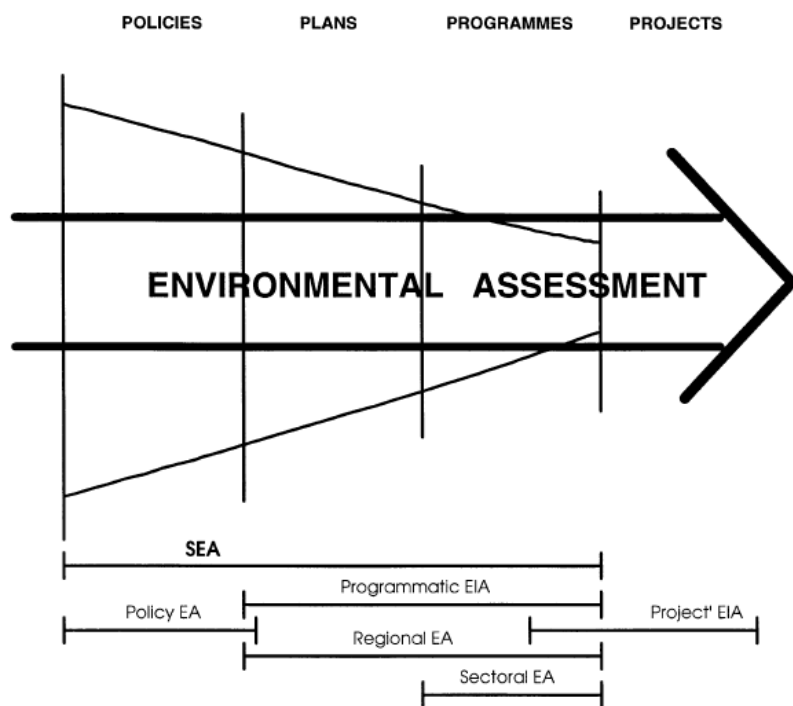 POLICIES PLANS PROGRAMMES PROJECTS
ENVIRONMENTAL ASSESSMENT
SEA
Programmatic EIA
Policy EA Project' EIA
Regional EA
Sectoral EA